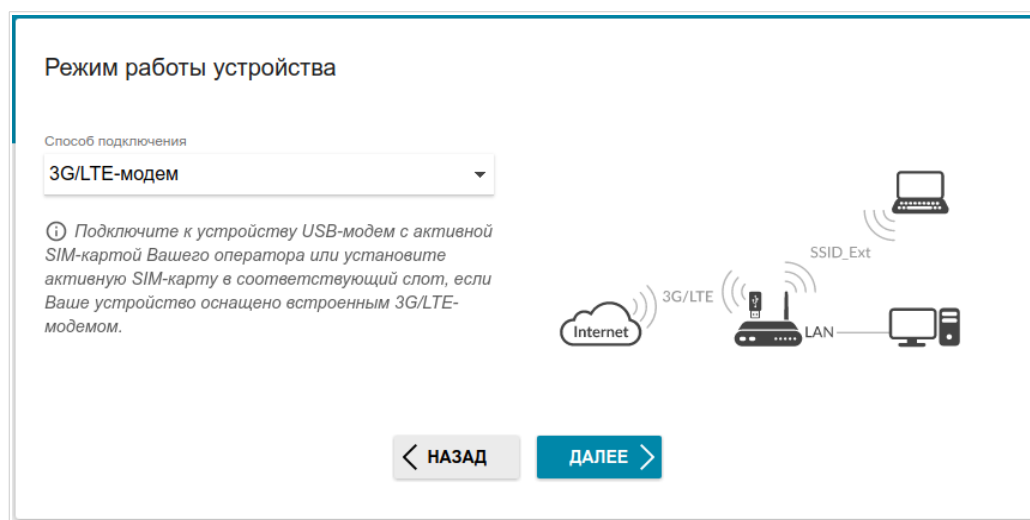 Режим работы устройства
Способ подключения
3G/LTE-модем
Подключите к устройству USB-модем с активной
SIM-картой Вашего оператора или установите
активную SIM-карту в соответствующий слот, если
Ваше устройство оснащено встроенным 3G/LTE-
модемом.
SSID_Ext
3G/LTE
Internet
LAN
НАЗАД
ДАЛЕЕ